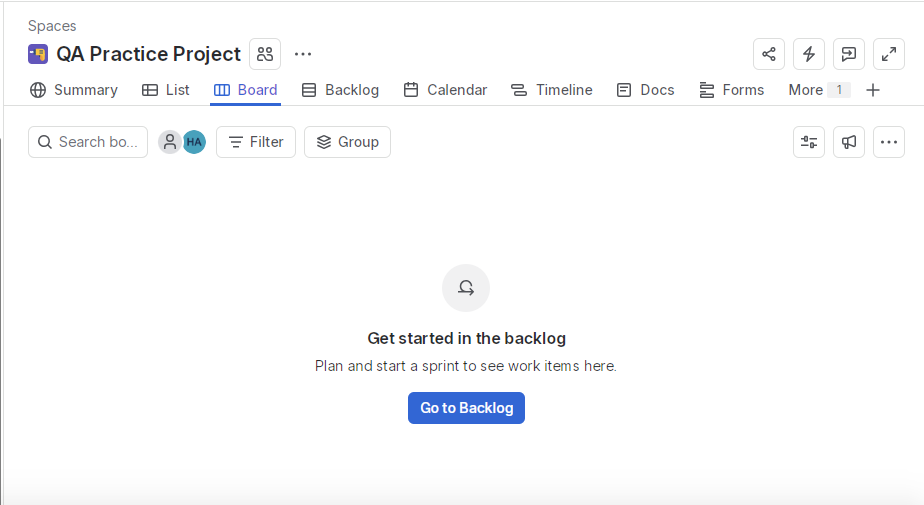 Spaces
QA Practice Project
Summary List Board Backlog Calendar Timeline Docs Forms More 1
Search bo... HA Filter Group
Get started in the backlog
Plan and start a sprint to see work items here.
Go to Backlog